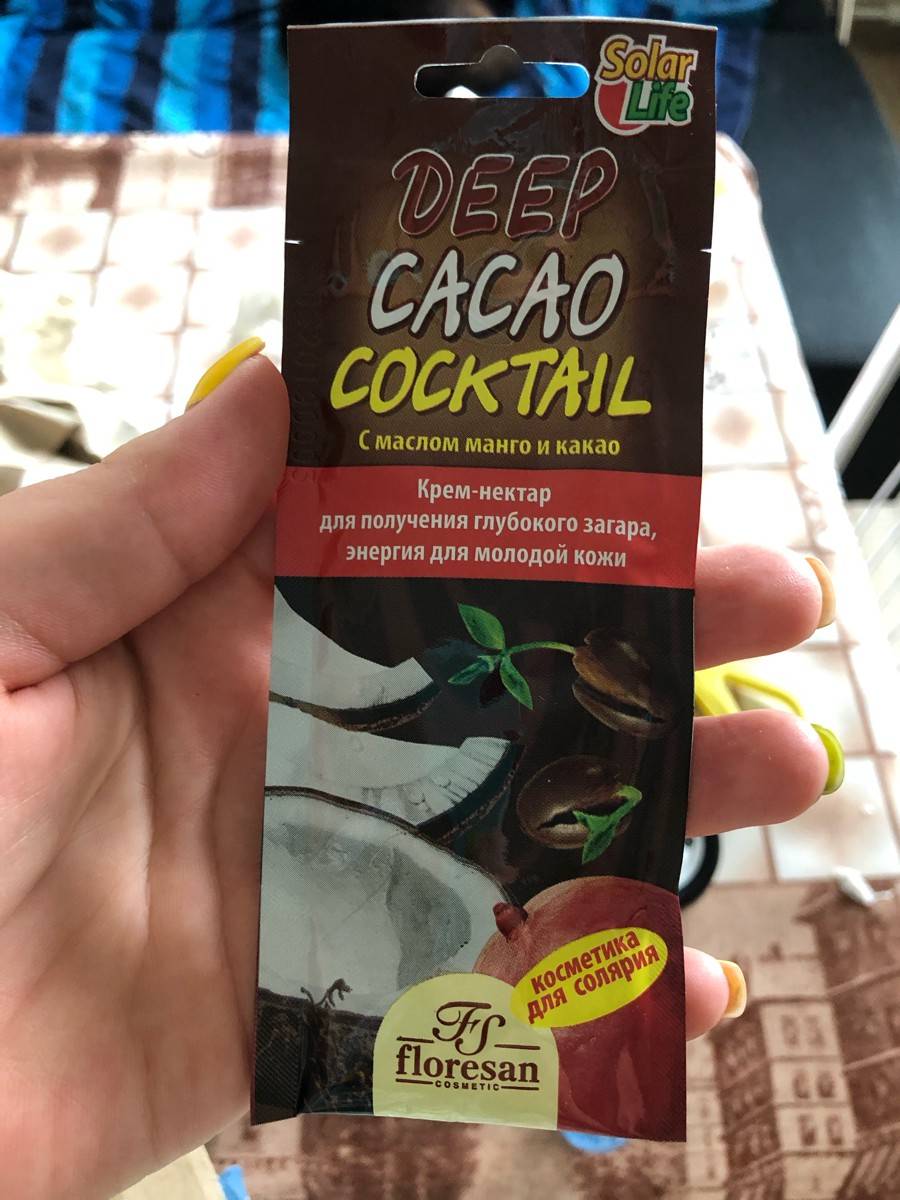 Solar
Life
DEEP
CACAO
COCKTAIL
С маслом манго и какао
Крем-нектар
для получения глубокого загара,
энергия для молодой кожи
косметика
для солярия
FS
floresan
COSMETIC